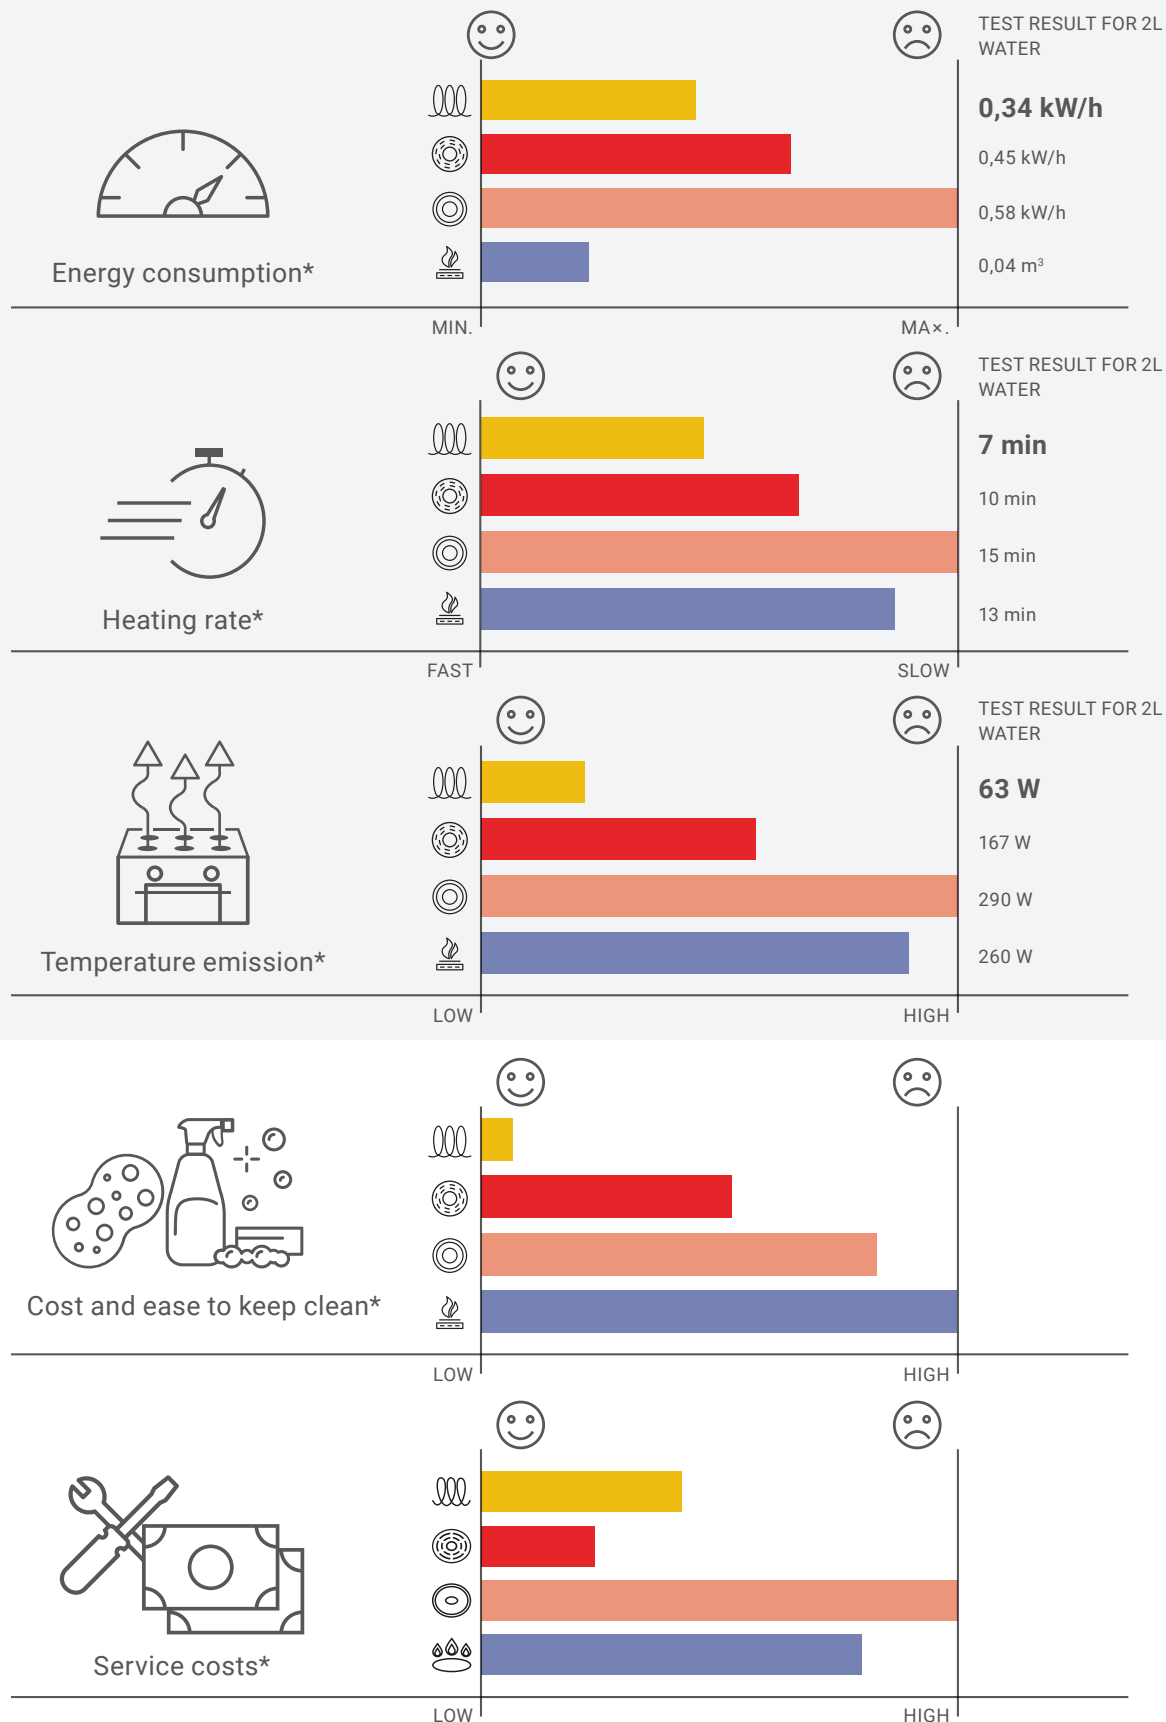 TEST RESULT FOR 2L
WATER
0,34 kW/h
0,45 kW/h
0,58 kW/h
0,04 m³
Energy consumption*
MIN.
MA×.
TEST RESULT FOR 2L
WATER
7 min
10 min
15 min
13 min
Heating rate*
FAST
SLOW
TEST RESULT FOR 2L
WATER
63 W
167 W
290 W
260 W
Temperature emission*
LOW
HIGH
Cost and ease to keep clean*
LOW
HIGH
Service costs*
LOW
HIGH